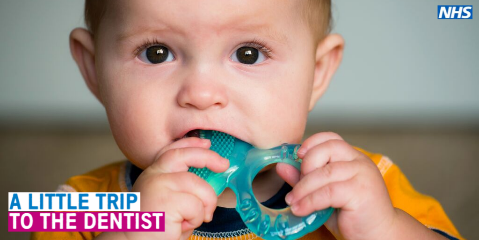 NHS
A LITTLE TRIP
TO THE DENTIST